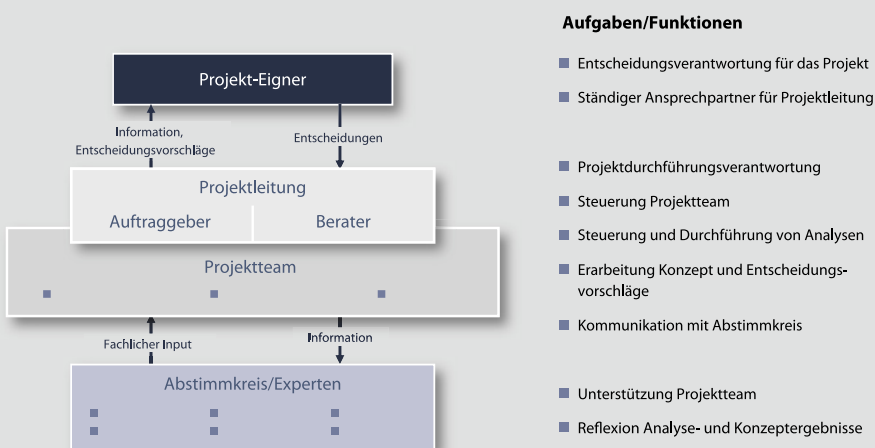 Aufgaben/Funktionen
Projekt-Eigner
Entscheidungsverantwortung für das Projekt
Ständiger Ansprechpartner für Projektleitung
Information,
Entscheidungsvorschläge
Entscheidungen
Projektleitung
Auftraggeber
Berater
Projektteam
Projektdurchführungsverantwortung
Steuerung Projektteam
Steuerung und Durchführung von Analysen
Erarbeitung Konzept und Entscheidungs-
vorschläge
Kommunikation mit Abstimmkreis
Fachlicher Input
Information
Abstimmkreis/Experten
Unterstützung Projektteam
Reflexion Analyse- und Konzeptergebnisse